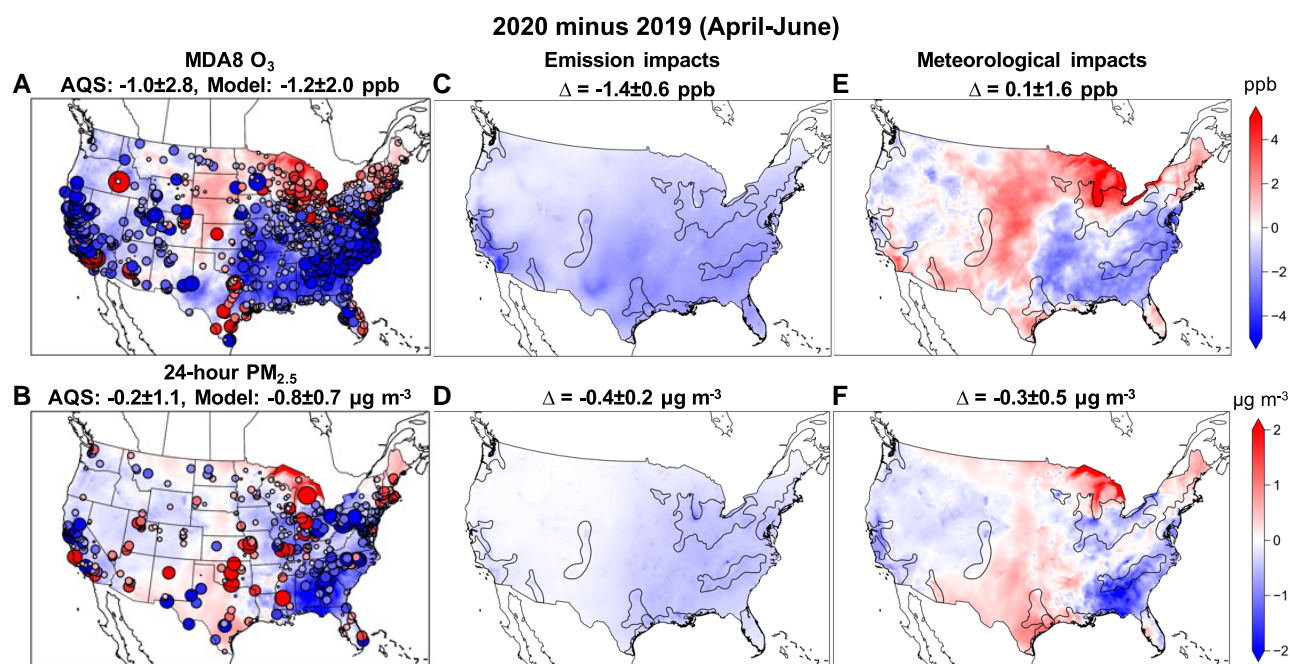 2020 minus 2019 (April-June)
MDA8 O₃
Emission impacts
Meteorological impacts
A AQS: -1.0±2.8, Model: -1.2±2.0 ppb
C Δ = -1.4±0.6 ppb
E Δ = 0.1±1.6 ppb
ppb
4
2
0
−2
−4
24-hour PM₂.₅
B AQS: -0.2±1.1, Model: -0.8±0.7 µg m⁻³
D Δ = -0.4±0.2 µg m⁻³
F Δ = -0.3±0.5 µg m⁻³
µg m⁻³
2
1
0
−1
−2